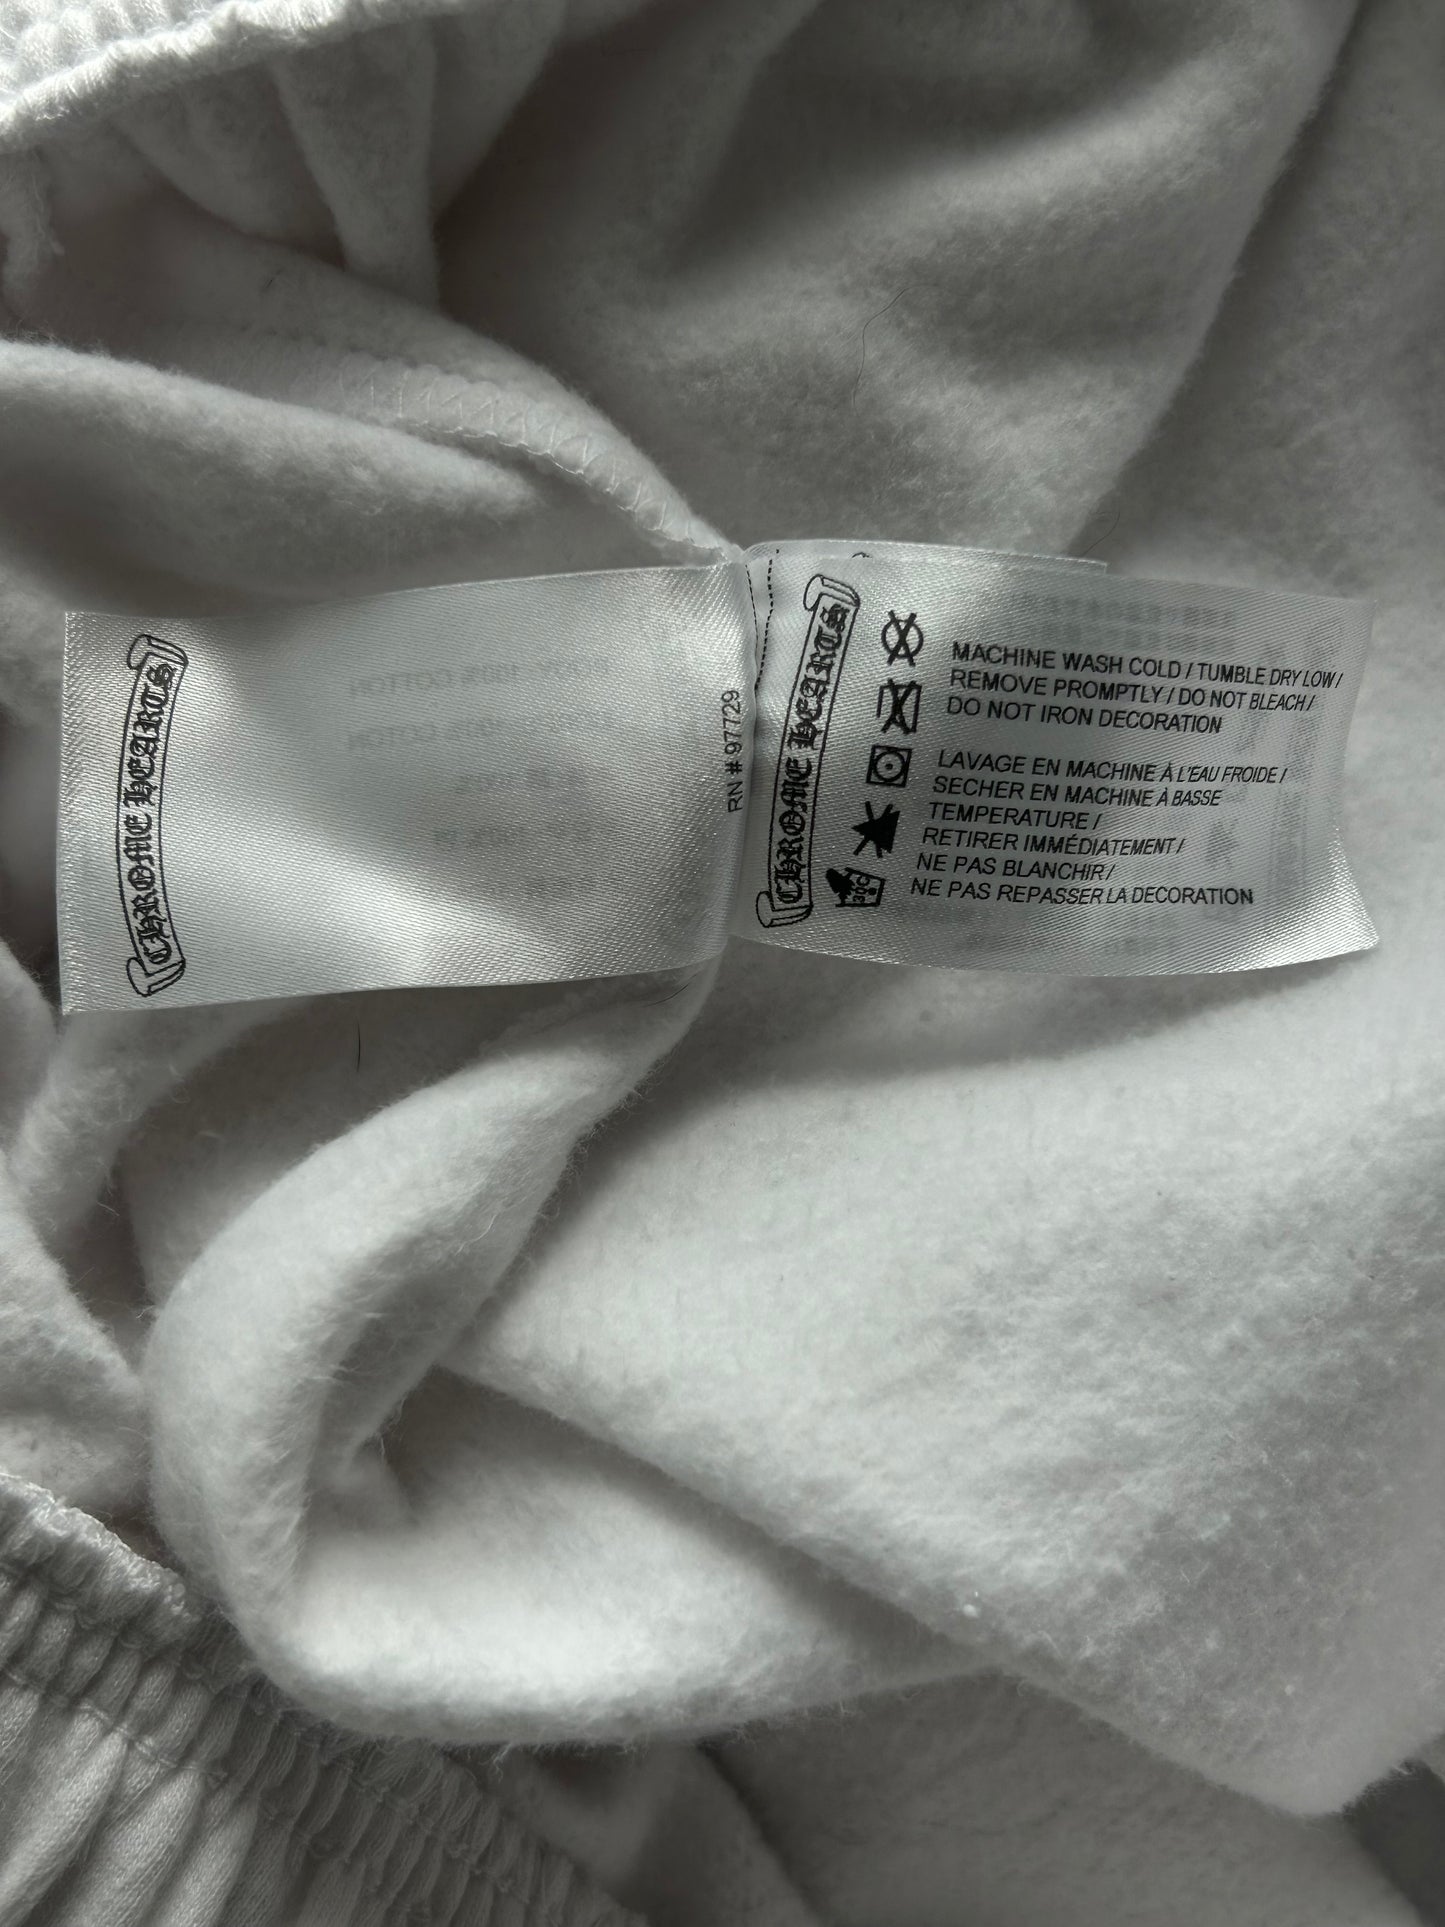 CHROME HEARTS
RN # 97729
CHROME HEARTS
MACHINE WASH COLD / TUMBLE DRY LOW /
REMOVE PROMPTLY / DO NOT BLEACH /
DO NOT IRON DECORATION
LAVAGE EN MACHINE À L'EAU FROIDE /
SECHER EN MACHINE À BASSE
TEMPERATURE /
RETIRER IMMÉDIATEMENT /
NE PAS BLANCHIR /
NE PAS REPASSER LA DECORATION
30C